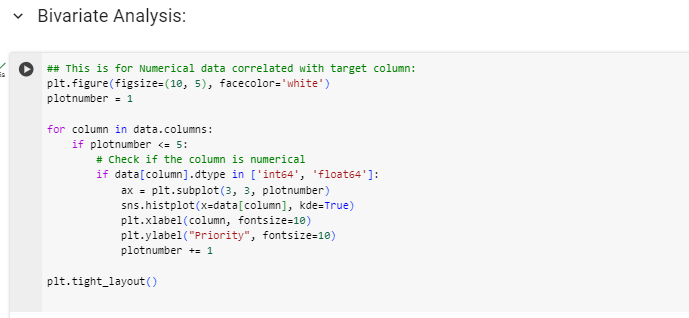 Bivariate Analysis:
## This is for Numerical data correlated with target column:
plt.figure(figsize=(10, 5), facecolor='white')
plotnumber = 1
for column in data.columns:
    if plotnumber <= 5:
        # Check if the column is numerical
        if data[column].dtype in ['int64', 'float64']:
            ax = plt.subplot(3, 3, plotnumber)
            sns.histplot(x=data[column], kde=True)
            plt.xlabel(column, fontsize=10)
            plt.ylabel("Priority", fontsize=10)
            plotnumber += 1
plt.tight_layout()